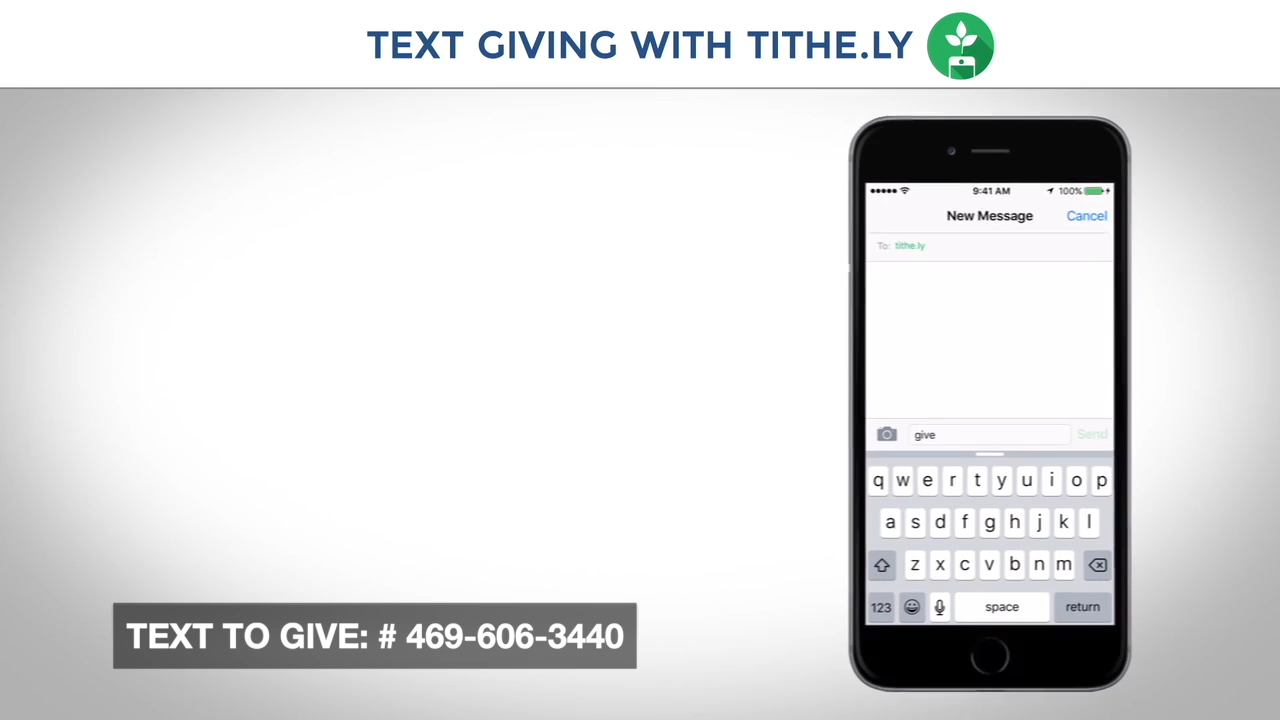 TEXT GIVING WITH TITHE.LY
9:41 AM 100%
New Message Cancel
To: tithe.ly
give Send
q w e r t y u i o p
a s d f g h j k l
z x c v b n m
123 space return
TEXT TO GIVE: # 469-606-3440